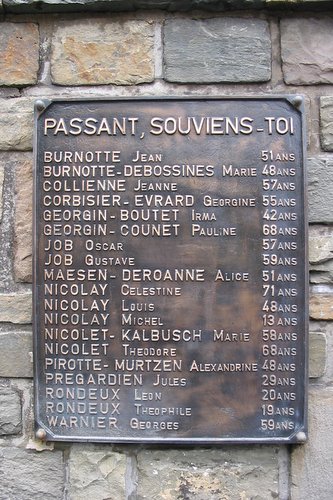 PASSANT, SOUVIENS-TOI
BURNOTTE JEAN 51 ANS
BURNOTTE-DEBOSSINES MARIE 48 ANS
COLLIENNE JEANNE 57 ANS
CORBISIER-EVRARD GEORGINE 55 ANS
GEORGIN-BOUTET IRMA 42 ANS
GEORGIN-COUNET PAULINE 68 ANS
JOB OSCAR 57 ANS
JOB GUSTAVE 59 ANS
MAESEN-DEROANNE ALICE 51 ANS
NICOLAY CELESTINE 71 ANS
NICOLAY LOUIS 48 ANS
NICOLAY MICHEL 13 ANS
NICOLET-KALBUSCH MARIE 58 ANS
NICOLET THEODORE 68 ANS
PIROTTE-MURTZEN ALEXANDRINE 48 ANS
PREGARDIEN JULES 29 ANS
RONDEUX LEON 20 ANS
RONDEUX THEOPHILE 19 ANS
WARNIER GEORGES 59 ANS